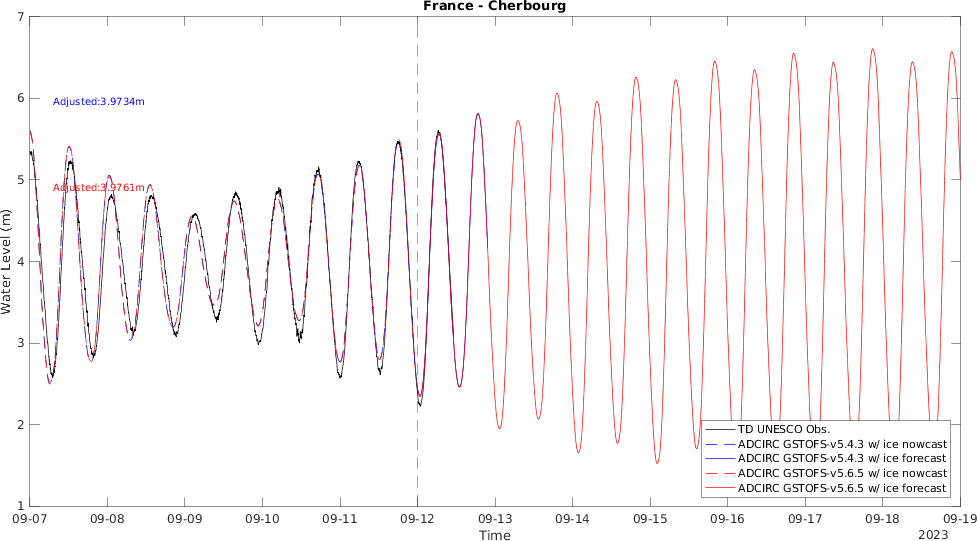 France - Cherbourg
7
6
5
4
3
2
1
Water Level (m)
Adjusted:3.9734m
Adjusted:3.9761m
TD UNESCO Obs.
ADCIRC GSTOFS-v5.4.3 w/ ice nowcast
ADCIRC GSTOFS-v5.4.3 w/ ice forecast
ADCIRC GSTOFS-v5.6.5 w/ ice nowcast
ADCIRC GSTOFS-v5.6.5 w/ ice forecast
09-07 09-08 09-09 09-10 09-11 09-12 09-13 09-14 09-15 09-16 09-17 09-18 09-19
Time
2023